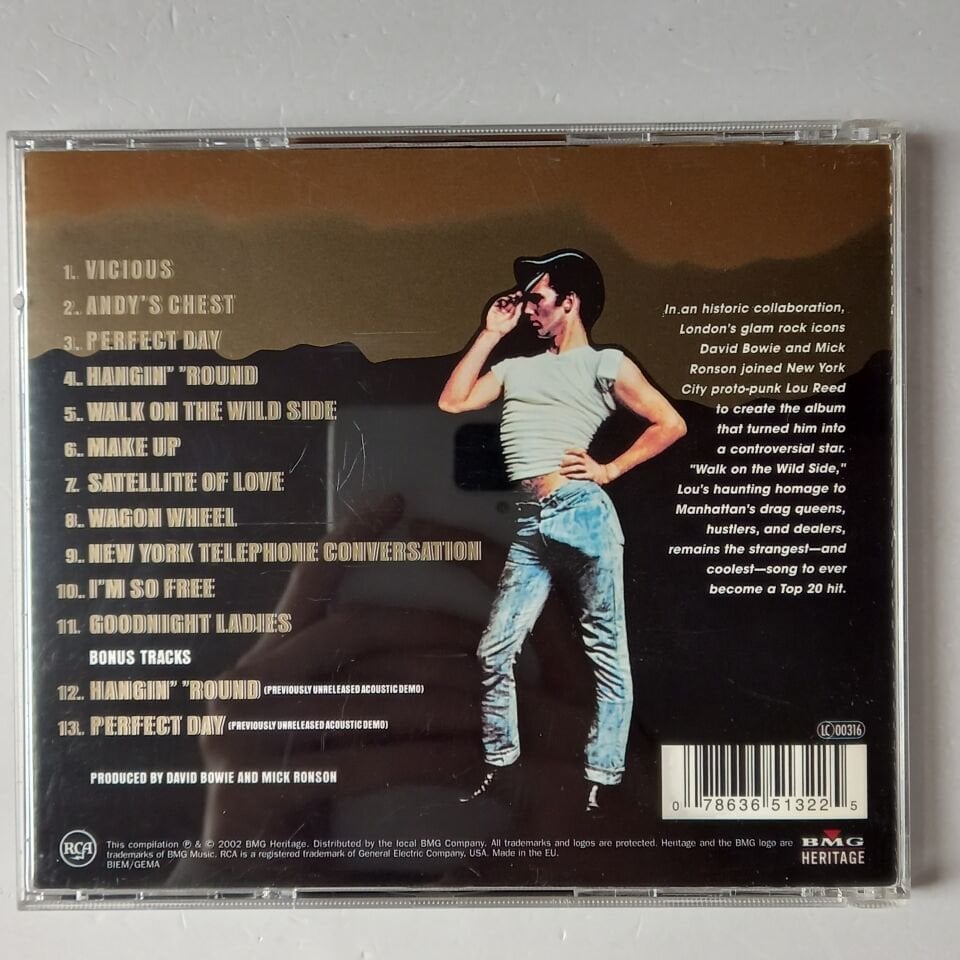 1. VICIOUS
2. ANDY'S CHEST
3. PERFECT DAY
4. HANGIN' "ROUND
5. WALK ON THE WILD SIDE
6. MAKE UP
7. SATELLITE OF LOVE
8. WAGON WHEEL
9. NEW YORK TELEPHONE CONVERSATION
10. I'M SO FREE
11. GOODNIGHT LADIES
BONUS TRACKS
12. HANGIN' "ROUND (PREVIOUSLY UNRELEASED ACOUSTIC DEMO)
13. PERFECT DAY (PREVIOUSLY UNRELEASED ACOUSTIC DEMO)
PRODUCED BY DAVID BOWIE AND MICK RONSON
In an historic collaboration,
London's glam rock icons
David Bowie and Mick
Ronson joined New York
City proto-punk Lou Reed
to create the album
that turned him into
a controversial star.
"Walk on the Wild Side,"
Lou's haunting homage to
Manhattan's drag queens,
hustlers, and dealers,
remains the strangest—and
coolest—song to ever
become a Top 20 hit.
LC 00316
0 78636 51322 5
RCA
This compilation ℗ & © 2002 BMG Heritage. Distributed by the local BMG Company. All trademarks and logos are protected. Heritage and the BMG logo are
trademarks of BMG Music. RCA is a registered trademark of General Electric Company, USA. Made in the EU.
BIEM/GEMA
BMG
HERITAGE